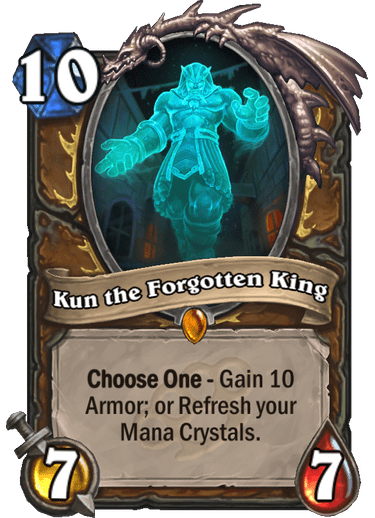 10
Kun the Forgotten King
Choose One - Gain 10
Armor; or Refresh your
Mana Crystals.
7
7